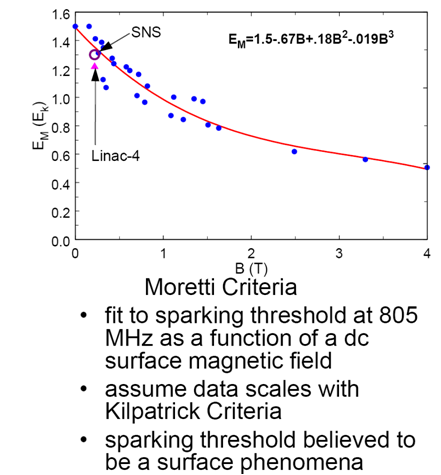 1.6
1.4
1.2
1.0
0.8
0.6
0.4
0.2
0.0
E_M (E_k)
SNS
E_M=1.5-.67B+.18B²-.019B³
Linac-4
0
1
2
3
4
B (T)
Moretti Criteria
• fit to sparking threshold at 805
MHz as a function of a dc
surface magnetic field
• assume data scales with
Kilpatrick Criteria
• sparking threshold believed to
be a surface phenomena